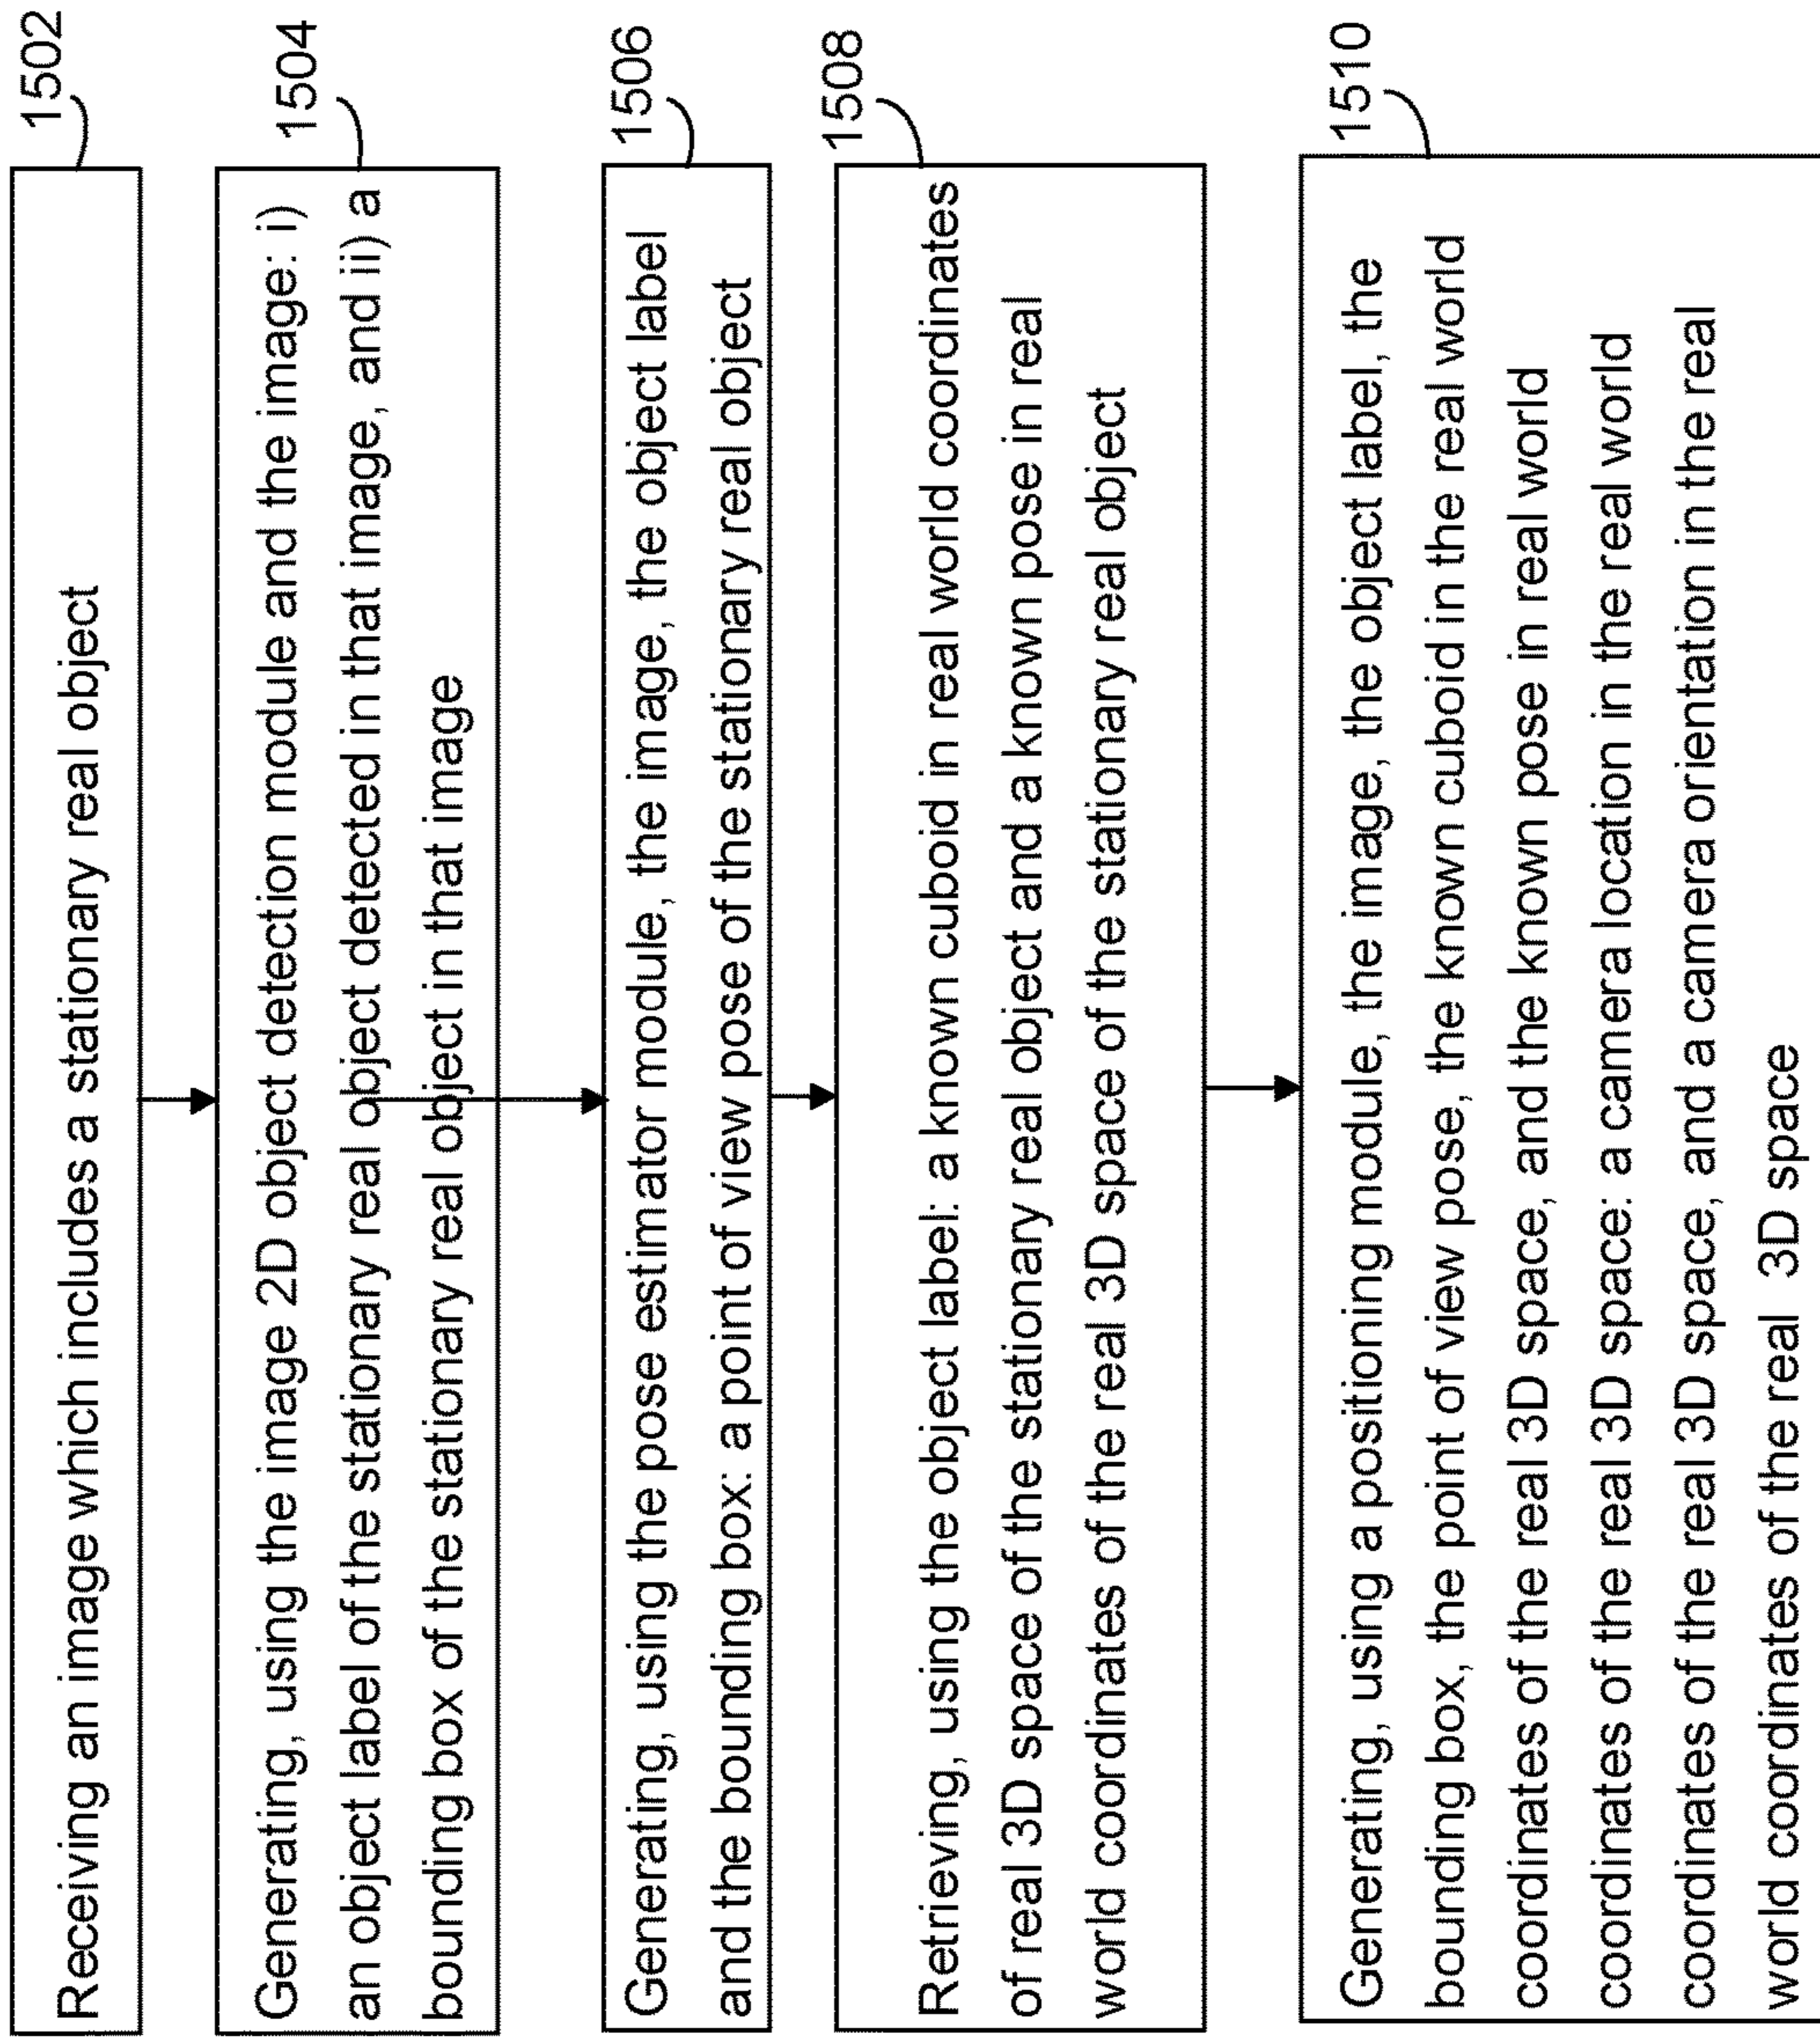 1502
Receiving an image which includes a stationary real object
1504
Generating, using the image 2D object detection module and the image: i)
an object label of the stationary real object detected in that image, and ii) a
bounding box of the stationary real object in that image
1506
Generating, using the pose estimator module, the image, the object label
and the bounding box: a point of view pose of the stationary real object
1508
Retrieving, using the object label: a known cuboid in real world coordinates
of real 3D space of the stationary real object and a known pose in real
world coordinates of the real 3D space of the stationary real object
1510
Generating, using a positioning module, the image, the object label, the
bounding box, the point of view pose, the known cuboid in the real world
coordinates of the real 3D space, and the known pose in real world
coordinates of the real 3D space: a camera location in the real world
coordinates of the real 3D space, and a camera orientation in the real
world coordinates of the real 3D space